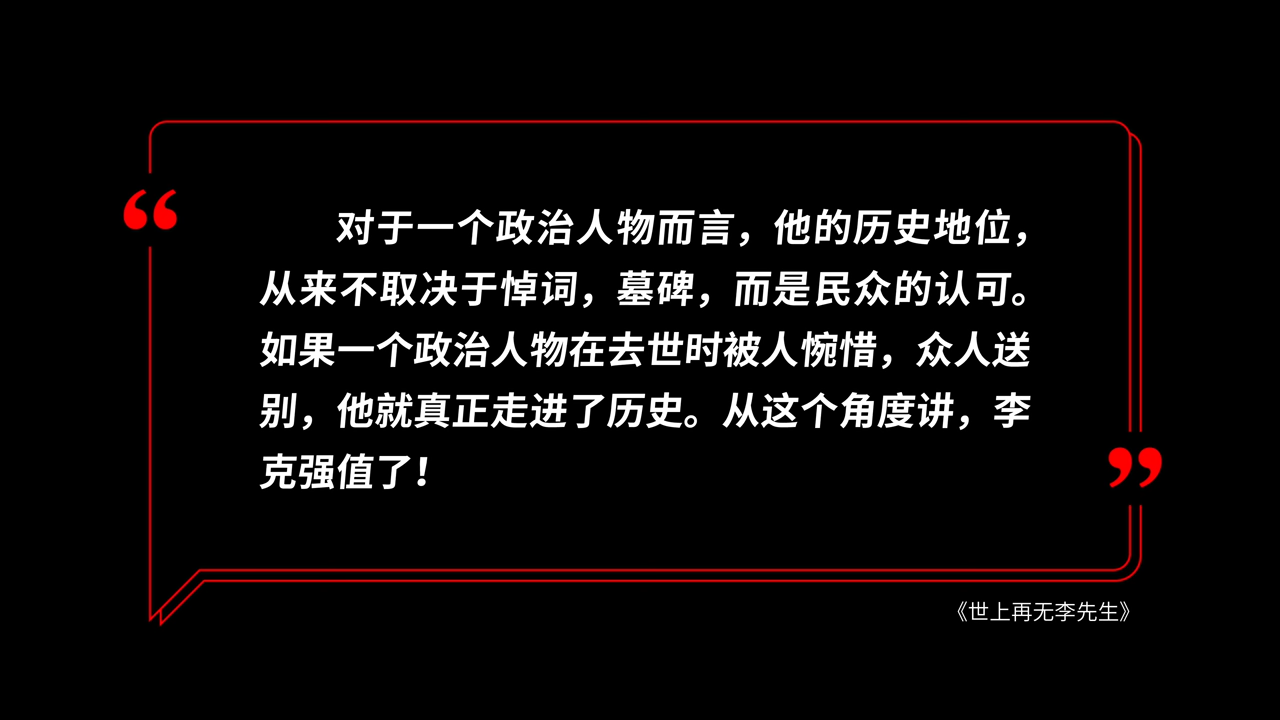 对于一个政治人物而言，他的历史地位，
从来不取决于悼词，墓碑，而是民众的认可。
如果一个政治人物在去世时被人惋惜，众人送
别，他就真正走进了历史。从这个角度讲，李
克强值了！
《世上再无李先生》